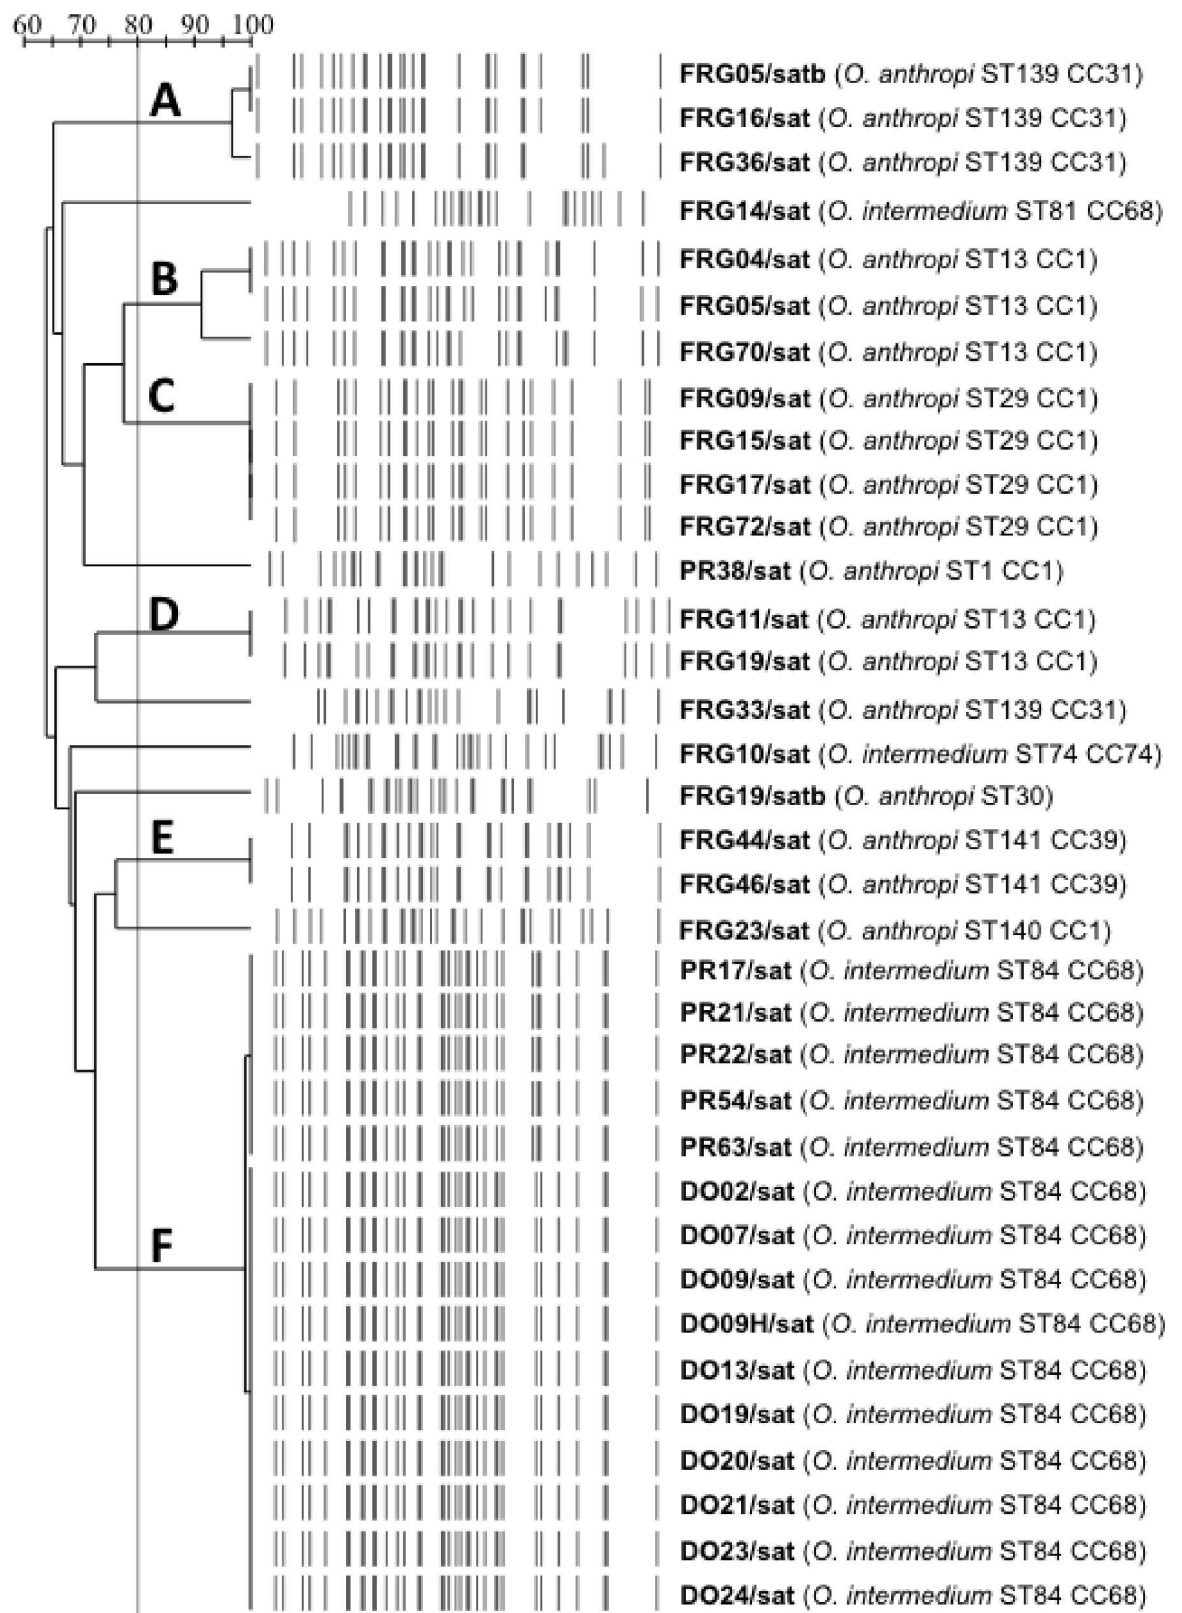 60 70 80 90 100
A
FRG05/satb (O. anthropi ST139 CC31)
FRG16/sat (O. anthropi ST139 CC31)
FRG36/sat (O. anthropi ST139 CC31)
FRG14/sat (O. intermedium ST81 CC68)
B
FRG04/sat (O. anthropi ST13 CC1)
FRG05/sat (O. anthropi ST13 CC1)
FRG70/sat (O. anthropi ST13 CC1)
C
FRG09/sat (O. anthropi ST29 CC1)
FRG15/sat (O. anthropi ST29 CC1)
FRG17/sat (O. anthropi ST29 CC1)
FRG72/sat (O. anthropi ST29 CC1)
PR38/sat (O. anthropi ST1 CC1)
D
FRG11/sat (O. anthropi ST13 CC1)
FRG19/sat (O. anthropi ST13 CC1)
FRG33/sat (O. anthropi ST139 CC31)
FRG10/sat (O. intermedium ST74 CC74)
FRG19/satb (O. anthropi ST30)
E
FRG44/sat (O. anthropi ST141 CC39)
FRG46/sat (O. anthropi ST141 CC39)
FRG23/sat (O. anthropi ST140 CC1)
PR17/sat (O. intermedium ST84 CC68)
PR21/sat (O. intermedium ST84 CC68)
PR22/sat (O. intermedium ST84 CC68)
PR54/sat (O. intermedium ST84 CC68)
PR63/sat (O. intermedium ST84 CC68)
DO02/sat (O. intermedium ST84 CC68)
DO07/sat (O. intermedium ST84 CC68)
F
DO09/sat (O. intermedium ST84 CC68)
DO09H/sat (O. intermedium ST84 CC68)
DO13/sat (O. intermedium ST84 CC68)
DO19/sat (O. intermedium ST84 CC68)
DO20/sat (O. intermedium ST84 CC68)
DO21/sat (O. intermedium ST84 CC68)
DO23/sat (O. intermedium ST84 CC68)
DO24/sat (O. intermedium ST84 CC68)